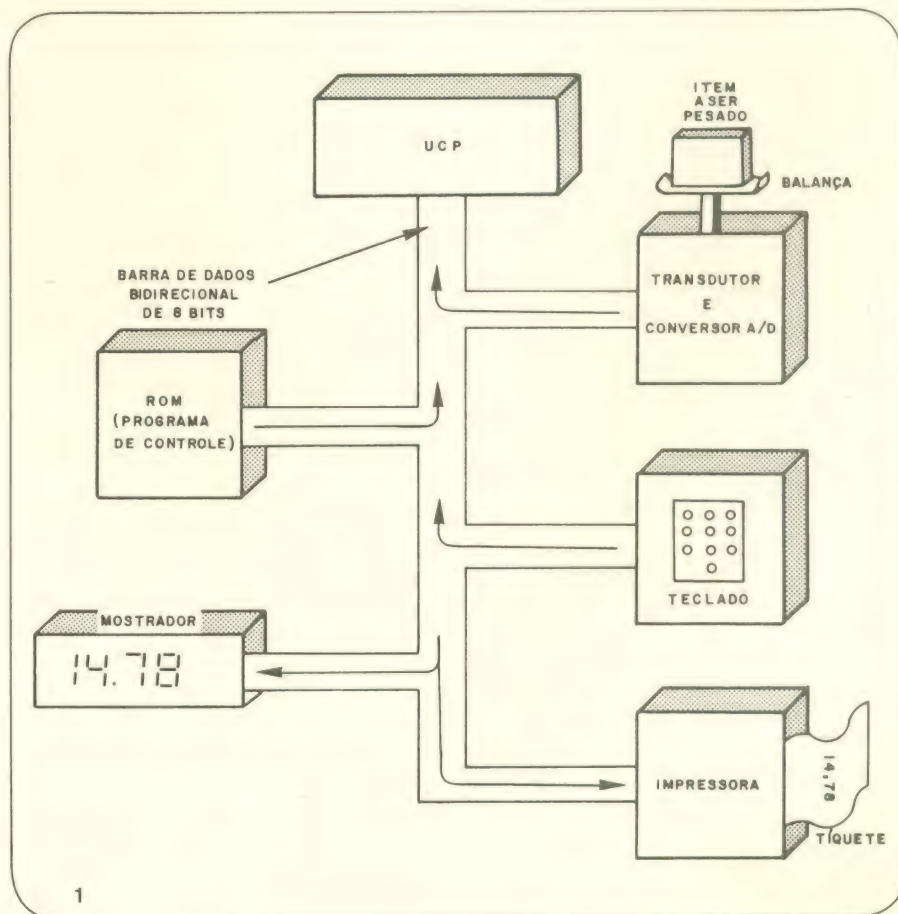 UCP
ITEM
A SER
PESADO
BALANÇA
BARRA DE DADOS
BIDIRECIONAL
DE 8 BITS
TRANSDUTOR
E
CONVERSOR A/D
ROM
(PROGRAMA
DE CONTROLE)
TECLADO
MOSTRADOR
14.78
IMPRESSORA
14,78
TÍQUETE
1